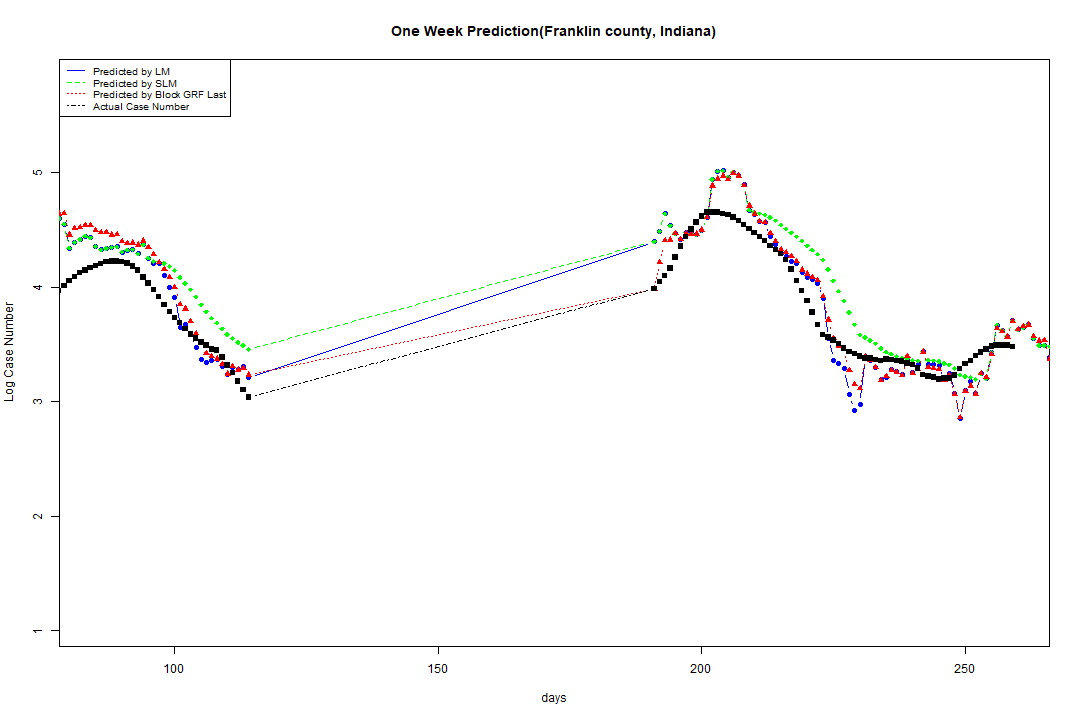 One Week Prediction(Franklin county, Indiana)
Predicted by LM
Predicted by SLM
Predicted by Block GRF Last
Actual Case Number
5
4
3
2
1
Log Case Number
100 150 200 250
days